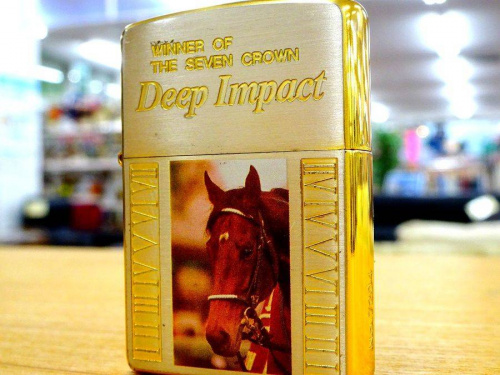 WINNER OF
THE SEVEN CROWN
Deep Impact